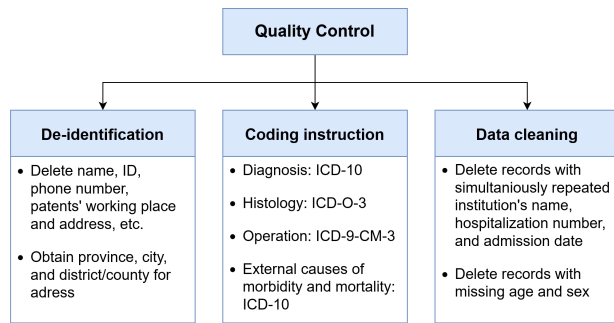 Quality Control
De-identification
Delete name, ID,
phone number,
patents' working place
and address, etc.
Obtain province, city,
and district/county for
adress
Coding instruction
Diagnosis: ICD-10
Histology: ICD-O-3
Operation: ICD-9-CM-3
External causes of
morbidity and mortality:
ICD-10
Data cleaning
Delete records with
simultaniously repeated
institution's name,
hospitalization number,
and admission date
Delete records with
missing age and sex